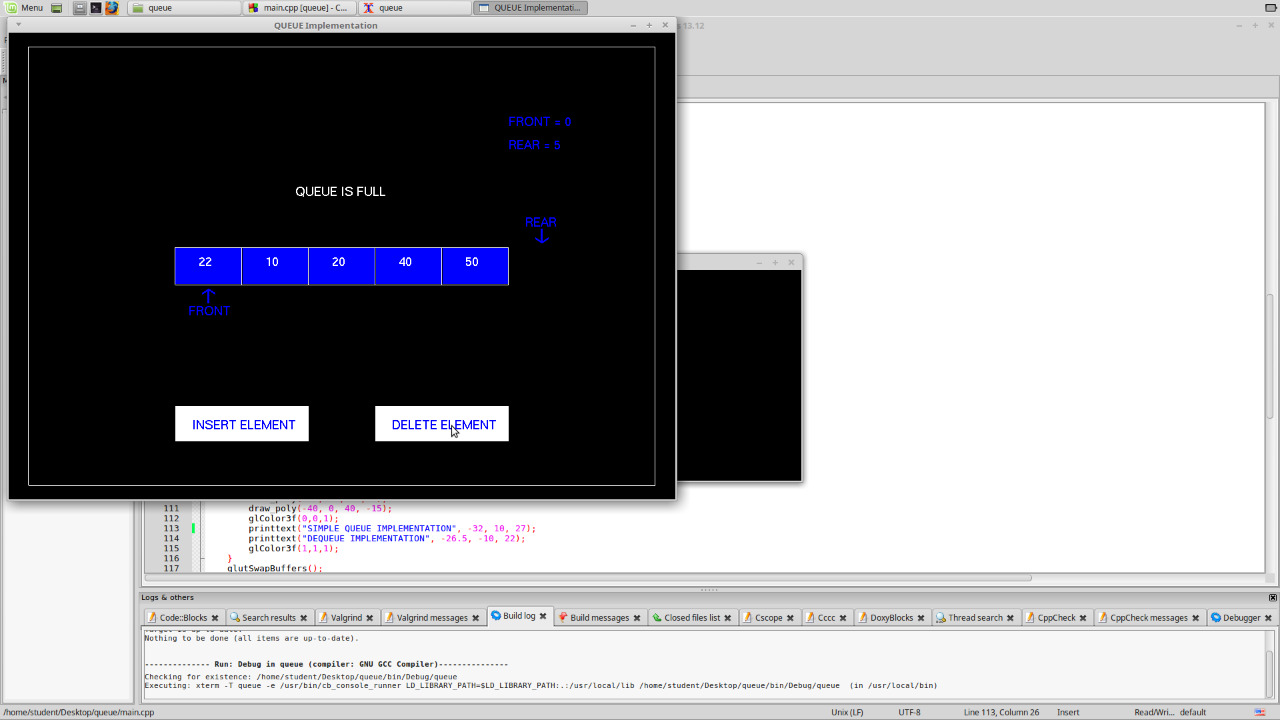 Menu
queue
main.cpp [queue] - C...
queue
QUEUE Implementati...
QUEUE Implementation
13.12
FRONT = 0
REAR = 5
QUEUE IS FULL
REAR
22 10 20 40 50
FRONT
INSERT ELEMENT DELETE ELEMENT
111 draw_poly(-40, 0, 40, -15);
112 glColor3f(0,0,1);
113 printtext("SIMPLE QUEUE IMPLEMENTATION", -32, 10, 27);
114 printtext("DEQUEUE IMPLEMENTATION", -26.5, -10, 22);
115 glColor3f(1,1,1);
116 }
117 glutSwapBuffers();
Logs & others
Code::Blocks Search results Valgrind Valgrind messages Build log Build messages Closed files list Cscope Cccc DoxyBlocks Thread search CppCheck CppCheck messages Debugger
Nothing to be done (all items are up-to-date).
-------------- Run: Debug in queue (compiler: GNU GCC Compiler)---------------
Checking for existence: /home/student/Desktop/queue/bin/Debug/queue
Executing: xterm -T queue -e /usr/bin/cb_console_runner LD_LIBRARY_PATH=$LD_LIBRARY_PATH:.:/usr/local/lib /home/student/Desktop/queue/bin/Debug/queue  (in /usr/local/bin)
/home/student/Desktop/queue/main.cpp Unix (LF) UTF-8 Line 113, Column 26 Insert Read/Wri... default